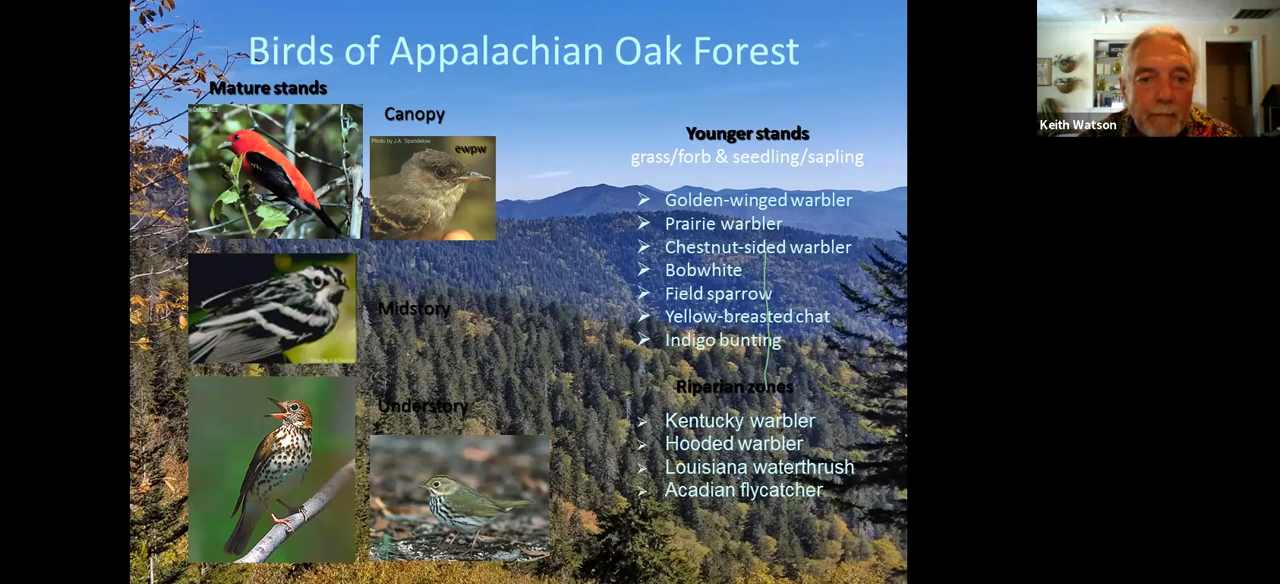 Birds of Appalachian Oak Forest
Mature stands
Canopy
Photo by J.A. Spendelow
ewpw
Midstory
Understory
Younger stands
grass/forb & seedling/sapling
Golden-winged warbler
Prairie warbler
Chestnut-sided warbler
Bobwhite
Field sparrow
Yellow-breasted chat
Indigo bunting
Riparian zones
Kentucky warbler
Hooded warbler
Louisiana waterthrush
Acadian flycatcher
Keith Watson